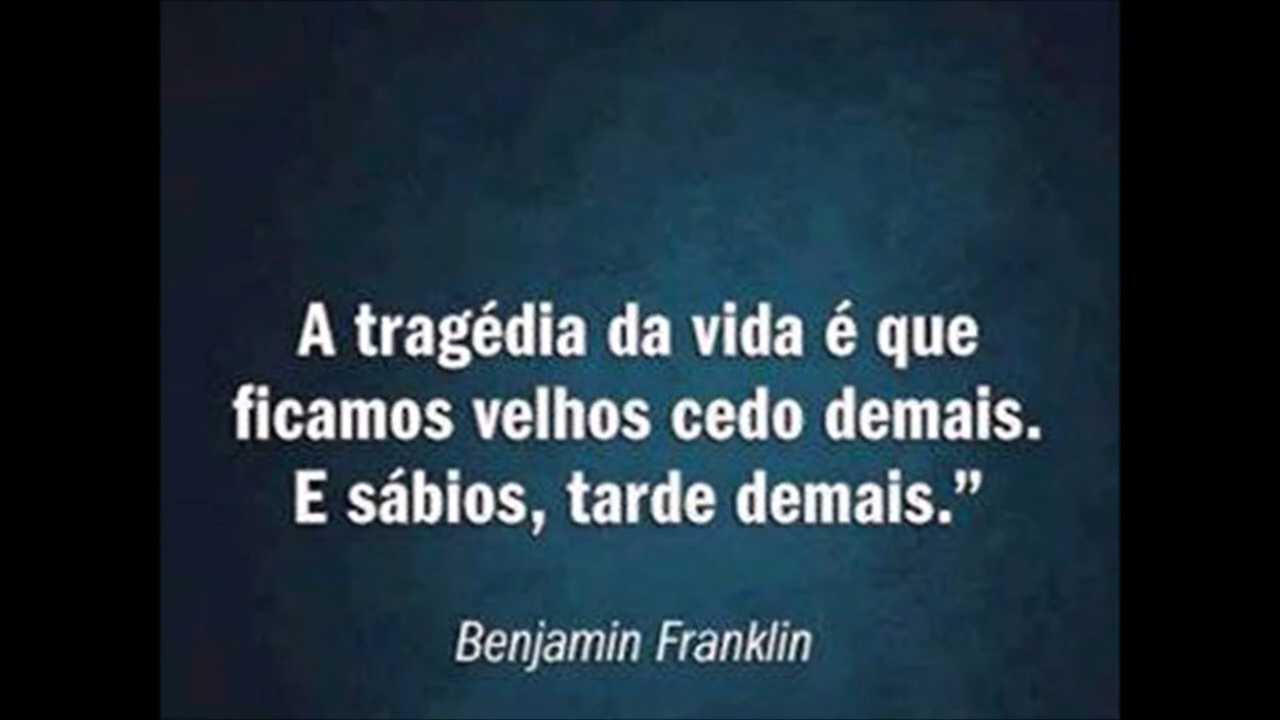 A tragédia da vida é que
ficamos velhos cedo demais.
E sábios, tarde demais.”
Benjamin Franklin